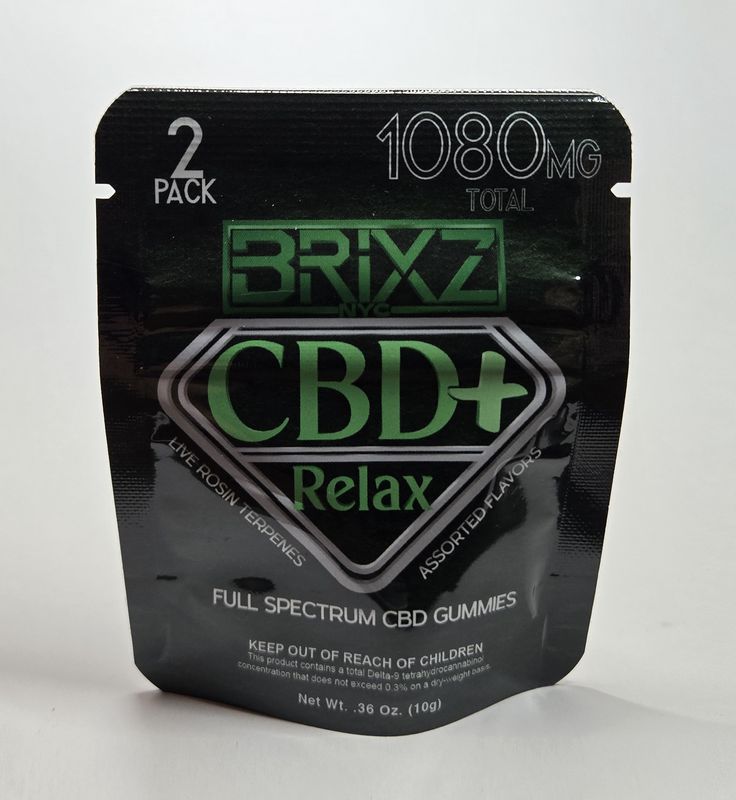 2
PACK
1080MG
TOTAL
BRIXZ
NYC
CBD+
Relax
LIVE ROSIN TERPENES
ASSORTED FLAVORS
FULL SPECTRUM CBD GUMMIES
KEEP OUT OF REACH OF CHILDREN
This product contains a total Delta-9 tetrahydrocannabinol
concentration that does not exceed 0.3% on a dry-weight basis.
Net Wt. .36 Oz. (10g)